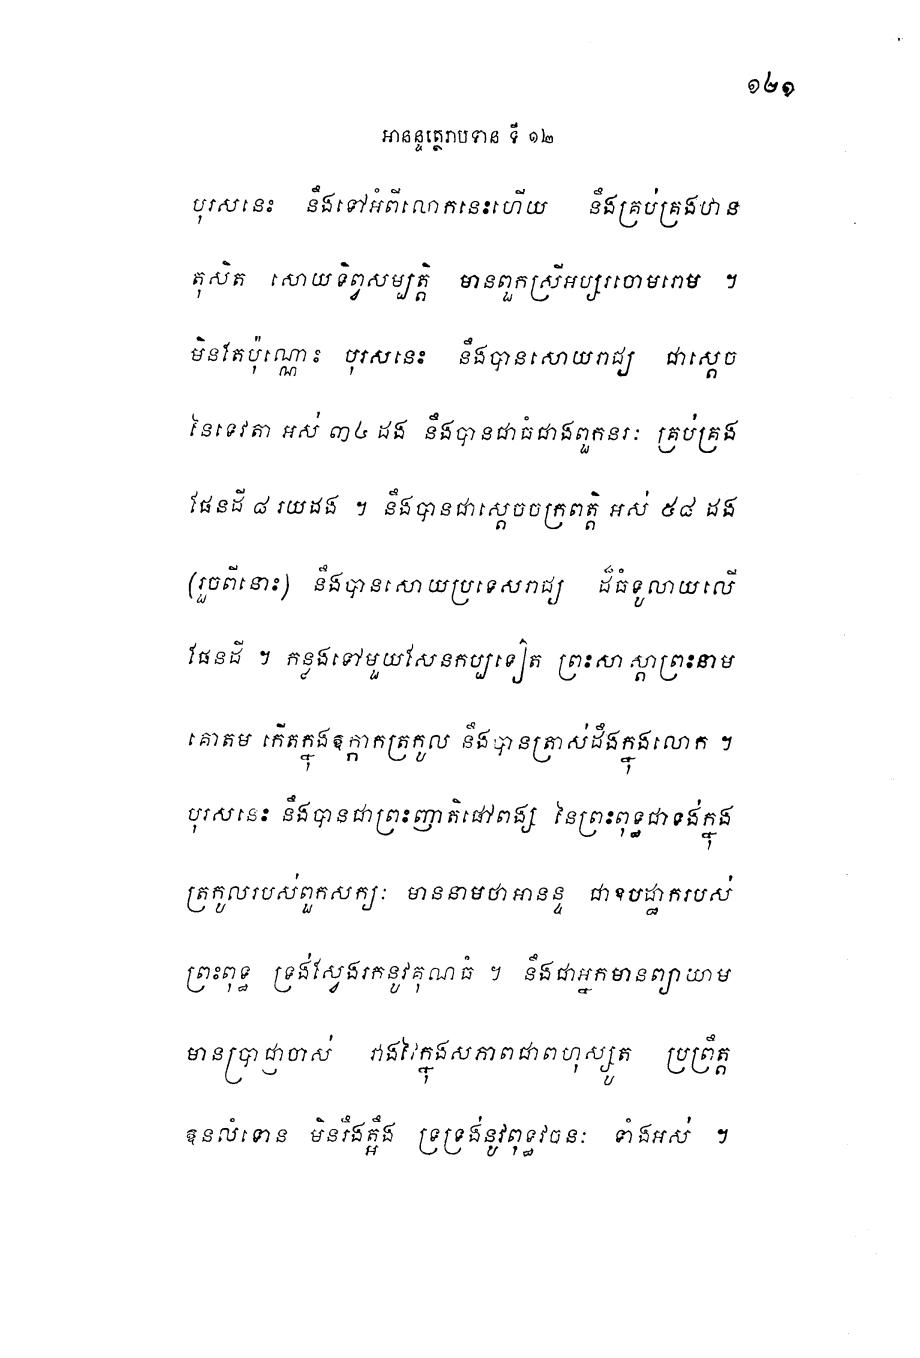 ១២១
អានន្ទត្ថេរាបទាន ទី ១២
បុរសនេះ នឹងទៅអំពីលោកនេះហើយ នឹងគ្រប់គ្រងឋាន
តុសិត សោយទិព្វសម្បត្តិ មានពួកស្រីអប្សរចោមរោម ។
មិនតែប៉ុណ្ណោះ បុរសនេះ នឹងបានសោយរាជ្យ ជាស្តេច
នៃទេវតា អស់ ៣៤ ដង នឹងបានជាធំជាងពួកនរៈ គ្រប់គ្រង
ផែនដី ៨ រយដង ។ នឹងបានជាស្តេចចក្រពត្តិ អស់ ៥៨ ដង
(រួចពីនោះ) នឹងបានសោយប្រទេសរាជ្យ ដ៏ធំទូលាយលើ
ផែនដី ។ កន្លងទៅមួយសែនកប្បទៀត ព្រះសាស្តាព្រះនាម
គោតម កើតក្នុងឧក្កាកត្រកូល នឹងបានត្រាស់ដឹងក្នុងលោក ។
បុរសនេះ នឹងបានជាព្រះញាតិផៅពង្ស នៃព្រះពុទ្ធជាទង់ក្នុង
ត្រកូលរបស់ពួកសក្យៈ មាននាមថាអានន្ទ ជាឧបដ្ឋាករបស់
ព្រះពុទ្ធ ទ្រង់ស្វែងរកនូវគុណធំ ។ នឹងជាអ្នកមានព្យាយាម
មានប្រាជ្ញាចាស់ វាងវៃក្នុងសភាពជាពហុស្សូត ប្រព្រឹត្ត
ឱនលំទោន មិនរឹងត្អឹង ទ្រទ្រង់នូវពុទ្ធវចនៈ ទាំងអស់ ។